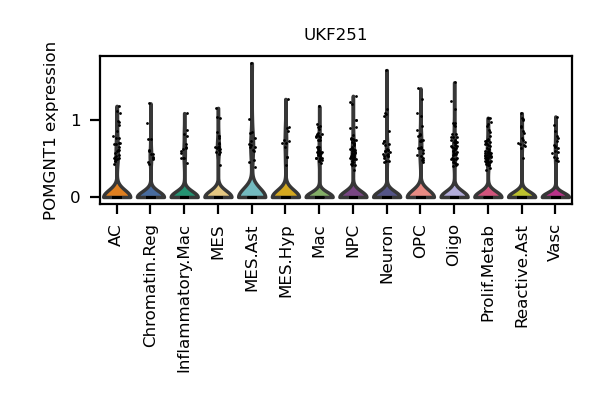 UKF251
POMGNT1 expression
1
0
AC
Chromatin.Reg
Inflammatory.Mac
MES
MES.Ast
MES.Hyp
Mac
NPC
Neuron
OPC
Oligo
Prolif.Metab
Reactive.Ast
Vasc